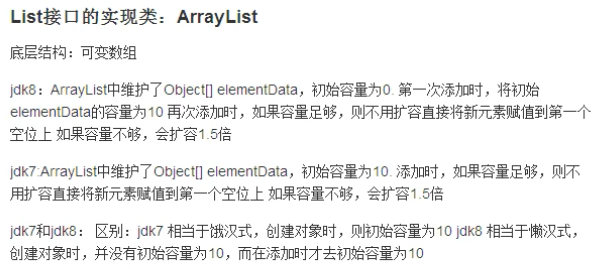 List接口的实现类：ArrayList
底层结构：可变数组
jdk8：ArrayList中维护了Object[] elementData，初始容量为0. 第一次添加时，将初始
elementData的容量为10 再次添加时，如果容量足够，则不用扩容直接将新元素赋值到第一个
空位上 如果容量不够，会扩容1.5倍
jdk7:ArrayList中维护了Object[] elementData，初始容量为10. 添加时，如果容量足够，则不
用扩容直接将新元素赋值到第一个空位上 如果容量不够，会扩容1.5倍
jdk7和jdk8： 区别：jdk7 相当于饿汉式，创建对象时，则初始容量为10 jdk8 相当于懒汉式，
创建对象时，并没有初始容量为10，而在添加时才去初始容量为10